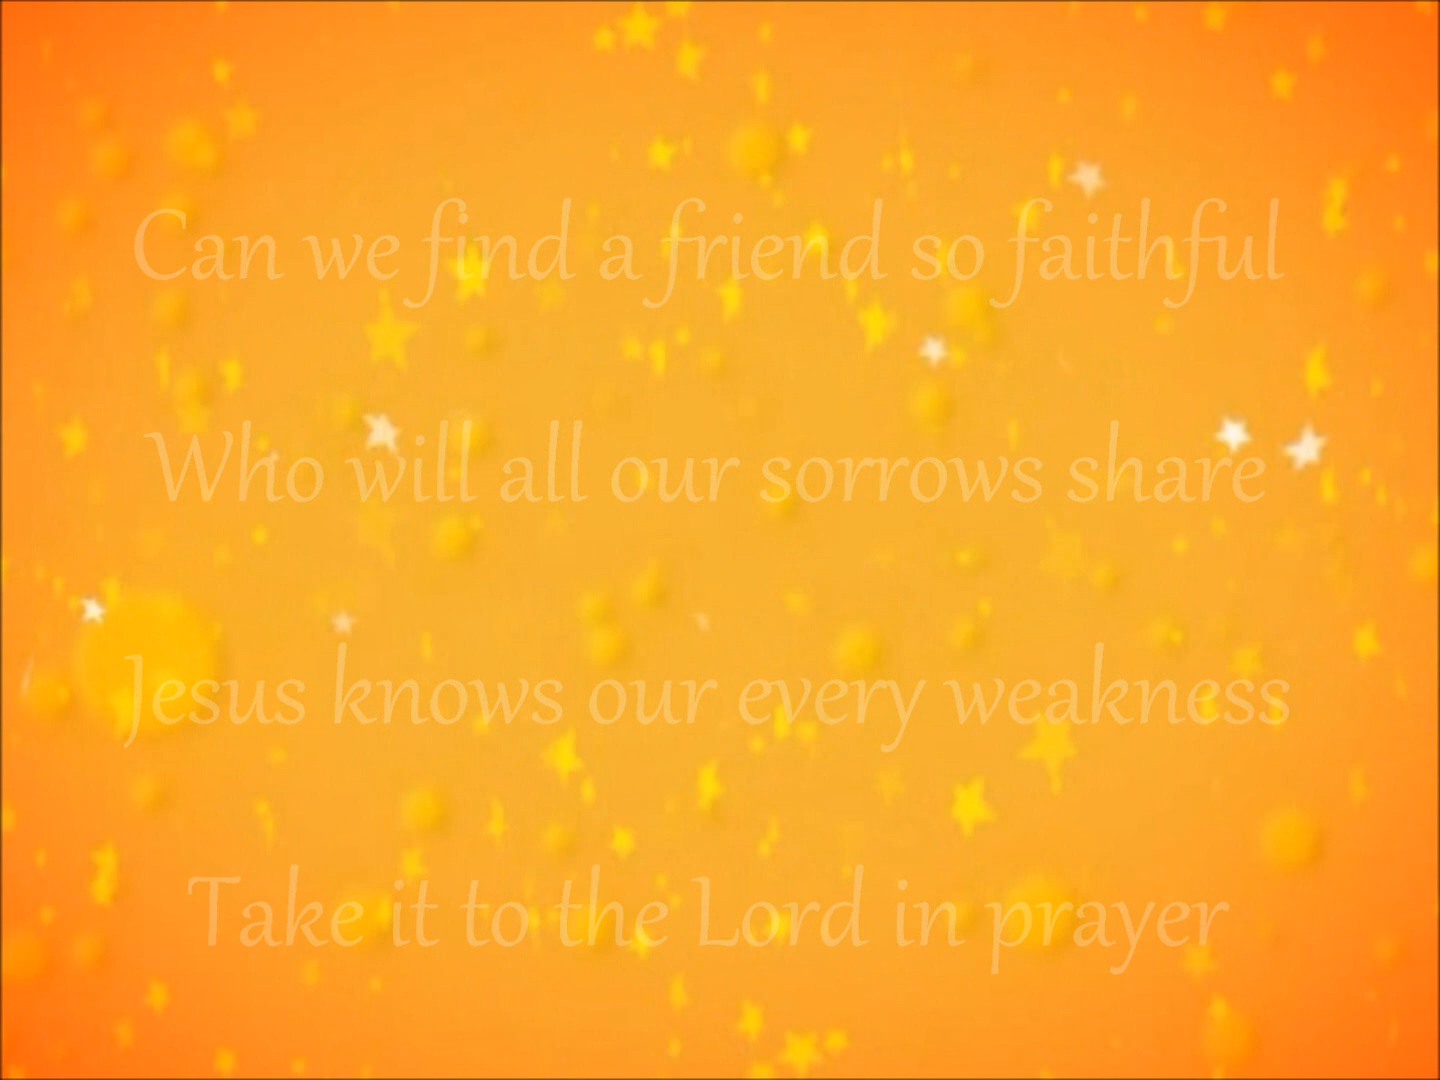 Can we find a friend so faithful
Who will all our sorrows share
Jesus knows our every weakness
Take it to the Lord in prayer